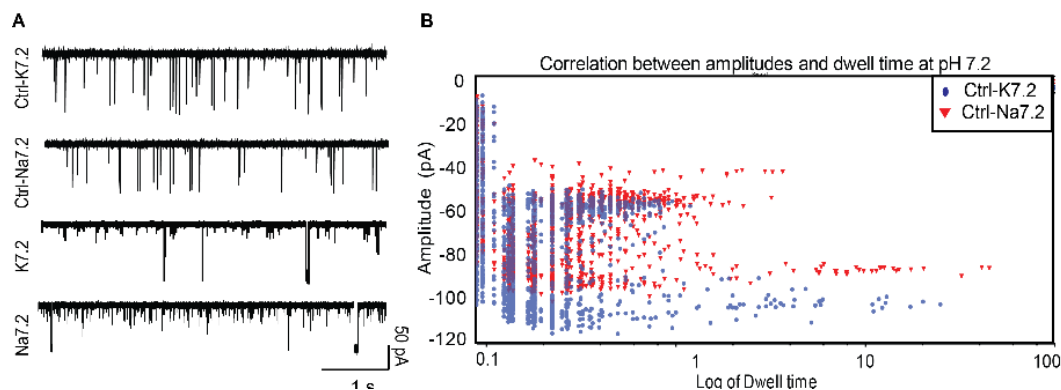 A
Ctrl-K7.2
Ctrl-Na7.2
K7.2
Na7.2
50 pA
1 s
B
Correlation between amplitudes and dwell time at pH 7.2
Ctrl-K7.2
Ctrl-Na7.2
Amplitude (pA)
0
-20
-40
-60
-80
-100
-120
0.1
1
10
100
Log of Dwell time